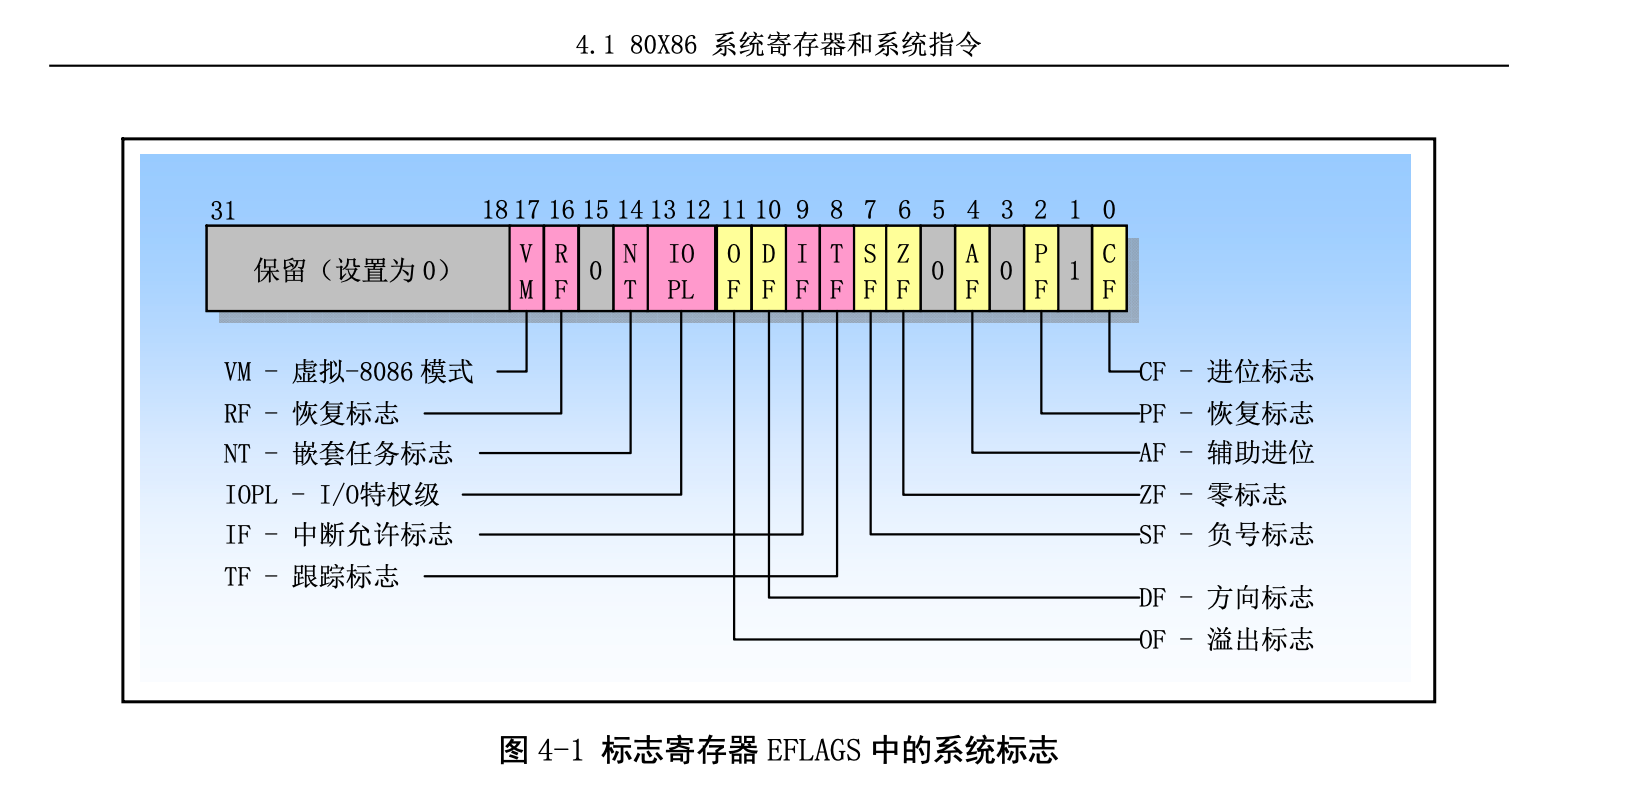 4.1 80X86 系统寄存器和系统指令
31 18 17 16 15 14 13 12 11 10 9 8 7 6 5 4 3 2 1 0
保留（设置为 0） VM RF 0 NT IOPL OF DF IF TF SF ZF 0 AF 0 PF 1 CF
VM - 虚拟-8086 模式
RF - 恢复标志
NT - 嵌套任务标志
IOPL - I/O特权级
IF - 中断允许标志
TF - 跟踪标志
CF - 进位标志
PF - 恢复标志
AF - 辅助进位
ZF - 零标志
SF - 负号标志
DF - 方向标志
OF - 溢出标志
图 4-1 标志寄存器 EFLAGS 中的系统标志